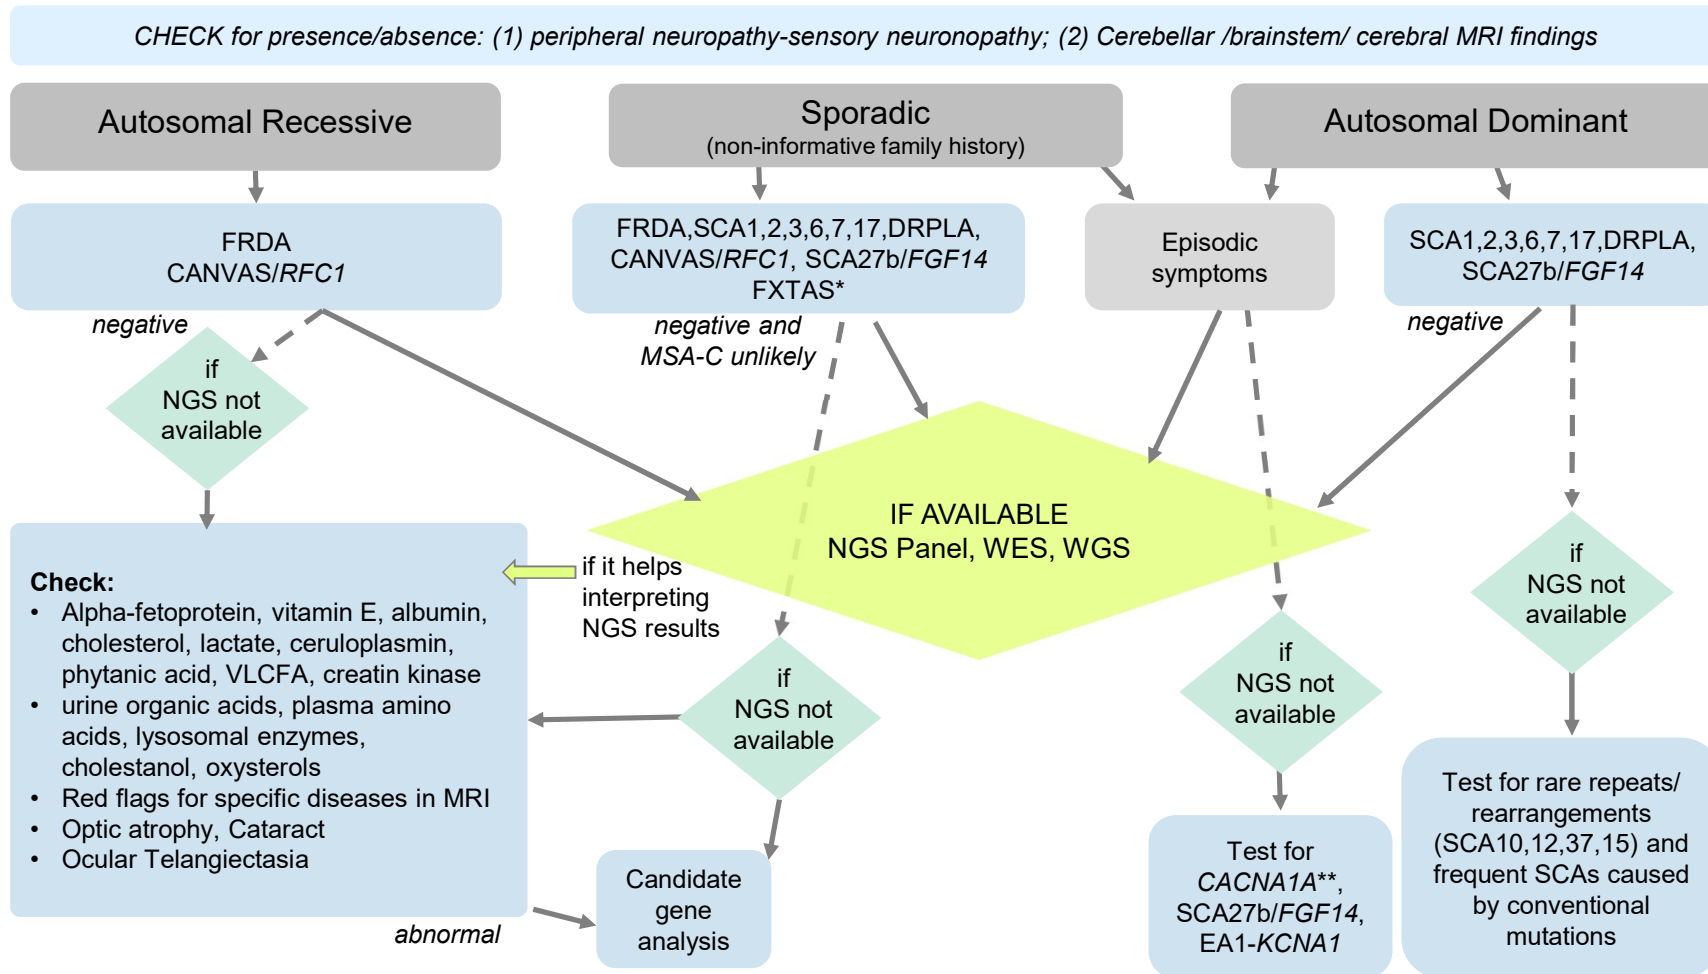 CHECK for presence/absence: (1) peripheral neuropathy-sensory neuronopathy; (2) Cerebellar /brainstem/ cerebral MRI findings
Autosomal Recessive
Sporadic
(non-informative family history)
Autosomal Dominant
FRDA
CANVAS/RFC1
FRDA,SCA1,2,3,6,7,17,DRPLA,
CANVAS/RFC1, SCA27b/FGF14
FXTAS*
Episodic
symptoms
SCA1,2,3,6,7,17,DRPLA,
SCA27b/FGF14
negative
negative and
MSA-C unlikely
negative
if
NGS not
available
IF AVAILABLE
NGS Panel, WES, WGS
if
NGS not
available
if it helps
interpreting
NGS results
Check:
• Alpha-fetoprotein, vitamin E, albumin,
cholesterol, lactate, ceruloplasmin,
phytanic acid, VLCFA, creatin kinase
• urine organic acids, plasma amino
acids, lysosomal enzymes,
cholestanol, oxysterols
• Red flags for specific diseases in MRI
• Optic atrophy, Cataract
• Ocular Telangiectasia
if
NGS not
available
if
NGS not
available
abnormal
Candidate
gene
analysis
Test for
CACNA1A**,
SCA27b/FGF14,
EA1-KCNA1
Test for rare repeats/
rearrangements
(SCA10,12,37,15) and
frequent SCAs caused
by conventional
mutations